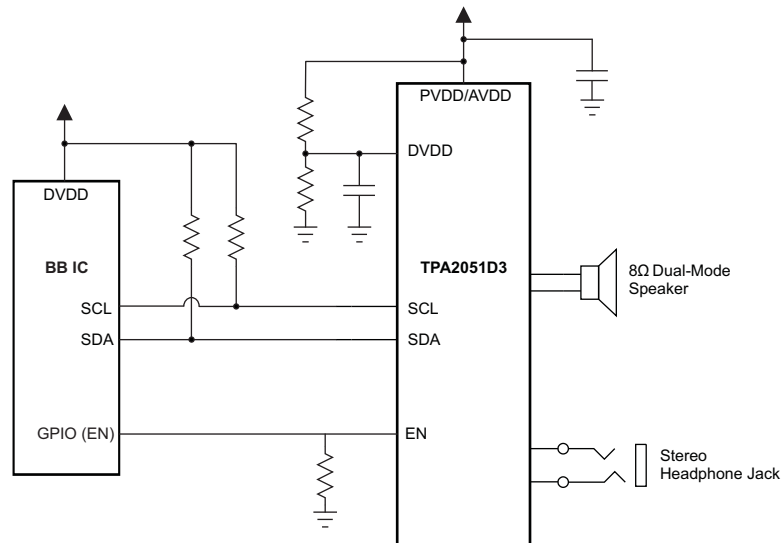 PVDD/AVDD
DVDD
DVDD
BB IC
TPA2051D3
8Ω Dual-Mode
Speaker
SCL
SCL
SDA
SDA
GPIO (EN)
EN
Stereo
Headphone Jack